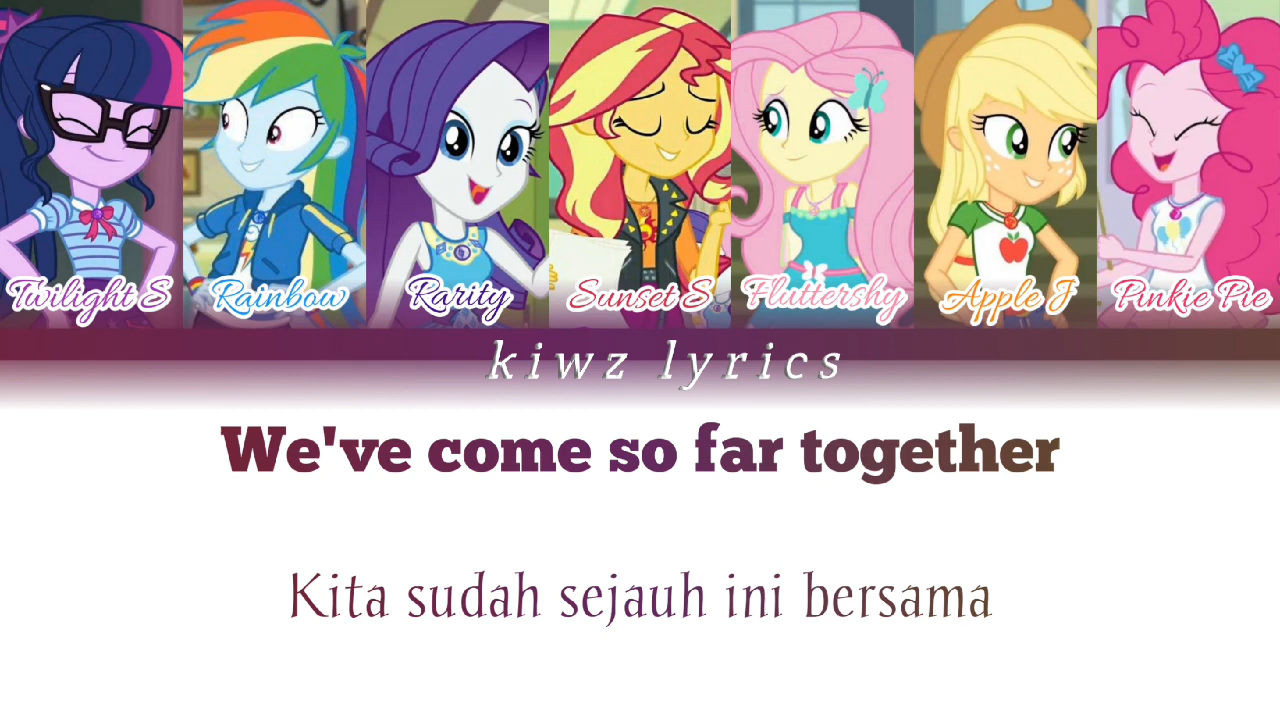 Twilight S Rainbow Rarity Sunset S Fluttershy Apple J Pinkie Pie
kiwz lyrics
We've come so far together
Kita sudah sejauh ini bersama